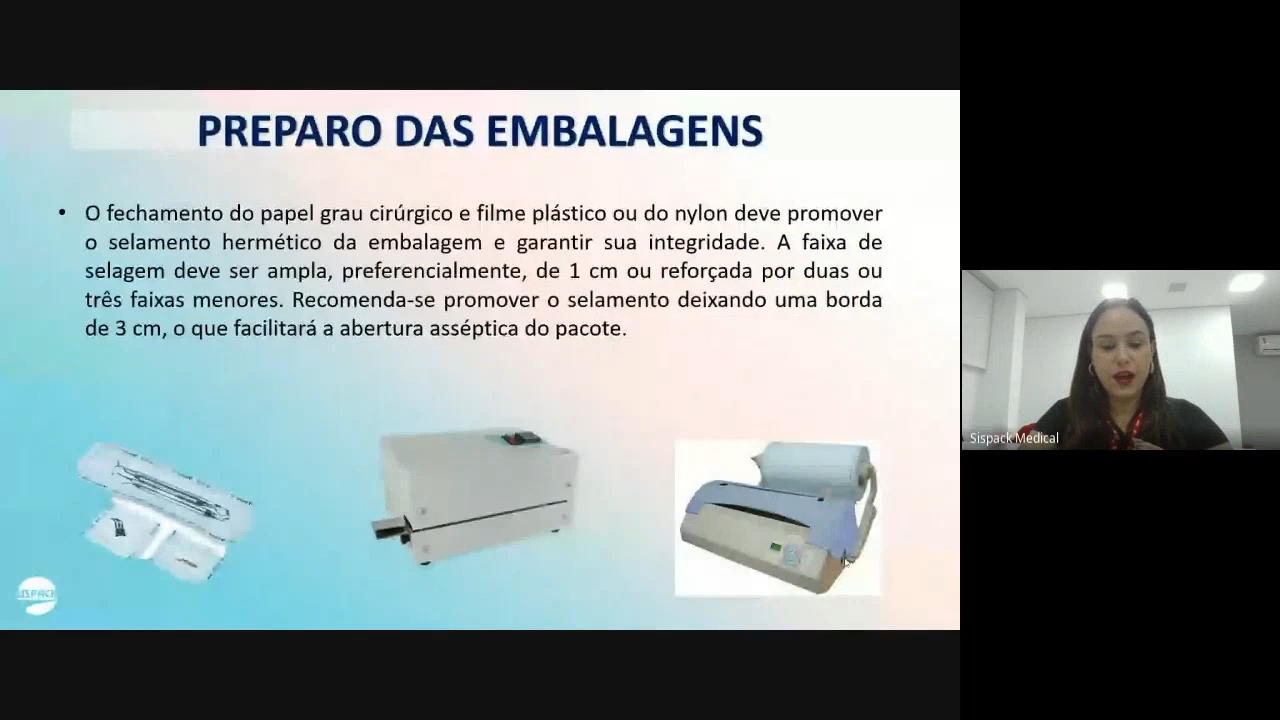 PREPARO DAS EMBALAGENS
• O fechamento do papel grau cirúrgico e filme plástico ou do nylon deve promover
o selamento hermético da embalagem e garantir sua integridade. A faixa de
selagem deve ser ampla, preferencialmente, de 1 cm ou reforçada por duas ou
três faixas menores. Recomenda-se promover o selamento deixando uma borda
de 3 cm, o que facilitará a abertura asséptica do pacote.
Sispack Medical
SISPACK